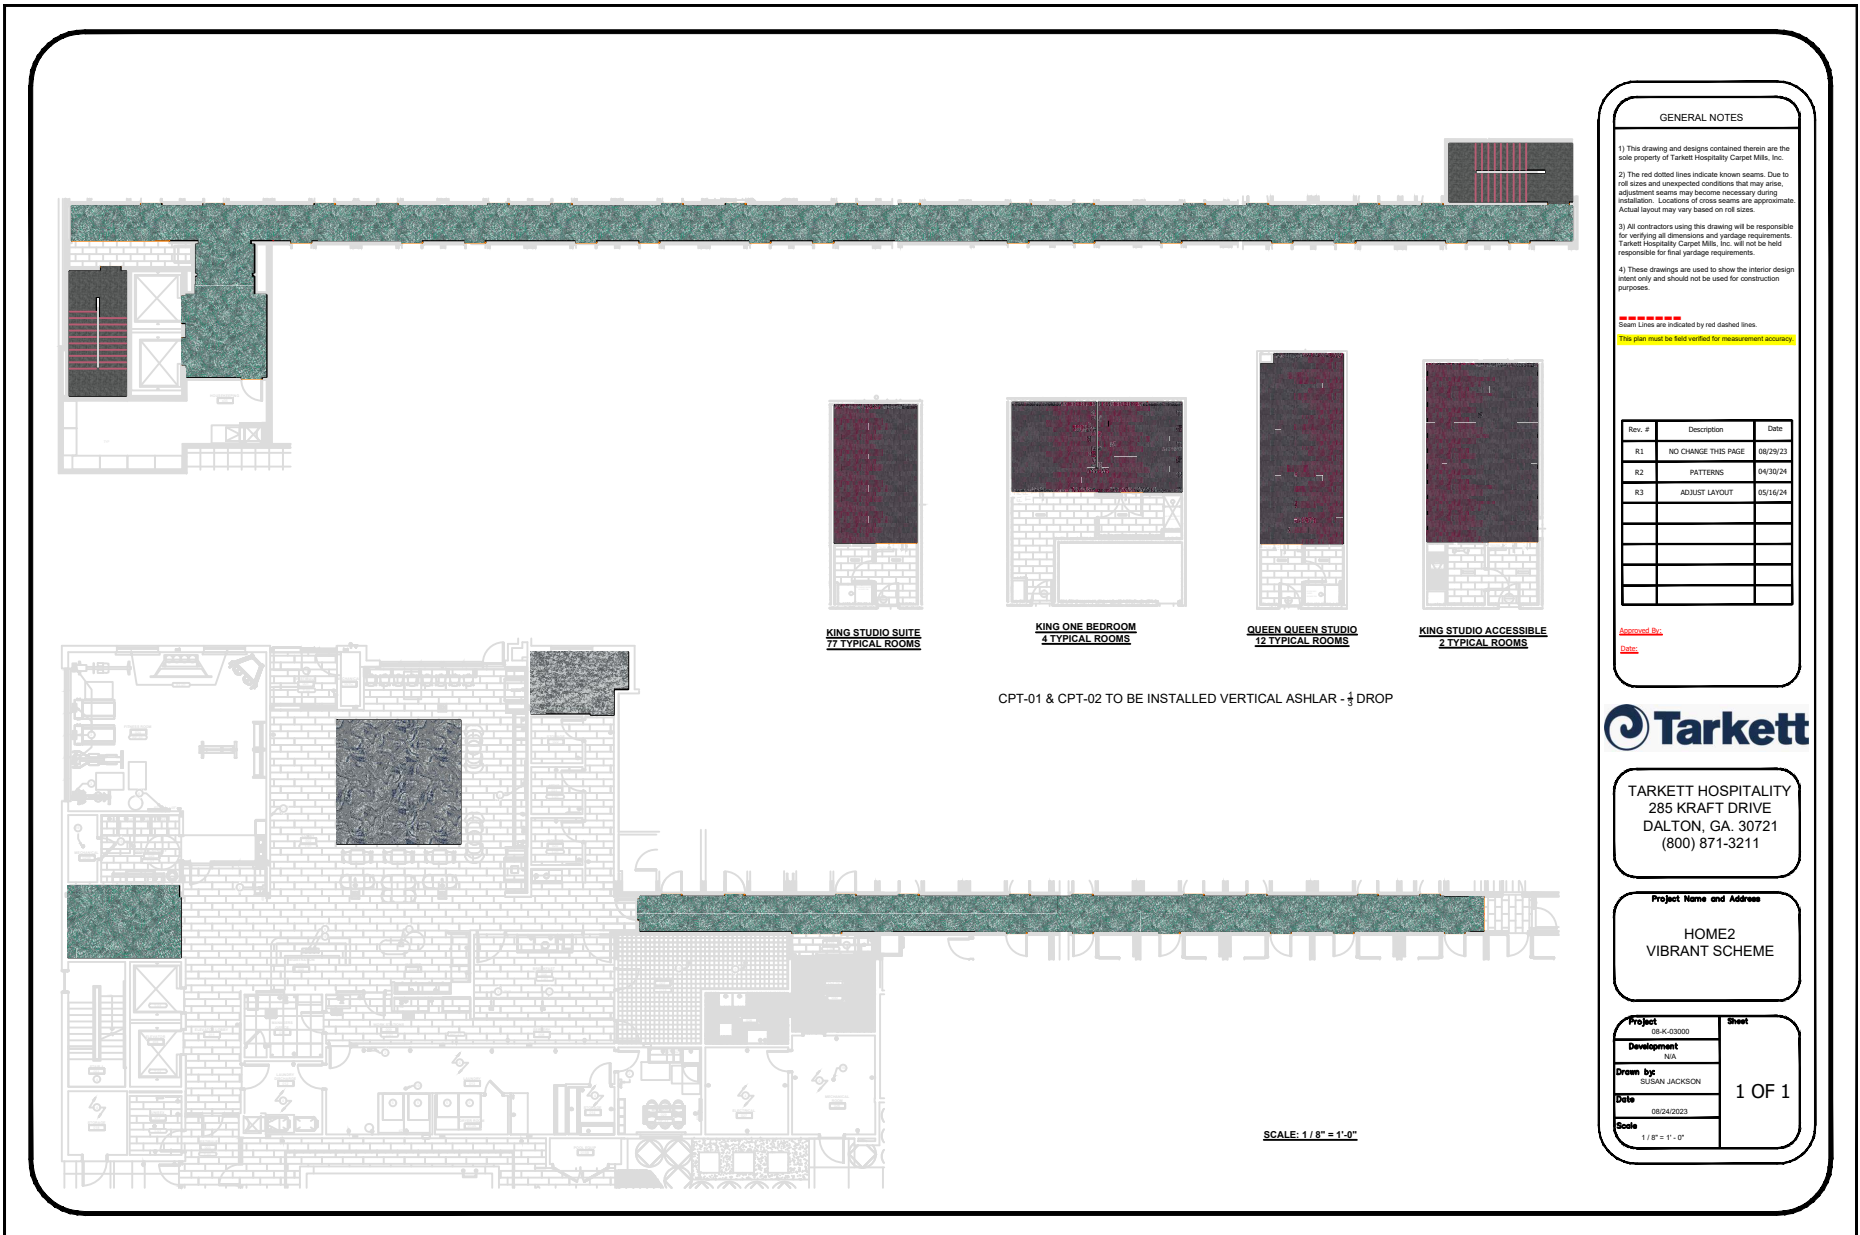 GENERAL NOTES
1) This drawing and designs contained therein are the
sole property of Tarkett Hospitality Carpet Mills, Inc.
2) The red dotted lines indicate known seams. Due to
roll sizes and unexpected conditions that may arise,
adjustment seams may become necessary during
installation. Locations of cross seams are approximate.
Actual layout may vary based on roll sizes.
3) All contractors using this drawing will be responsible
for verifying all dimensions and yardage requirements.
Tarkett Hospitality Carpet Mills, Inc. will not be held
responsible for final yardage requirements.
4) These drawings are used to show the interior design
intent only and should not be used for construction
purposes.
Seam Lines are indicated by red dashed lines.
This plan must be field verified for measurement accuracy.
Rev. # Description Date
R1 NO CHANGE THIS PAGE 08/29/23
R2 PATTERNS 04/30/24
R3 ADJUST LAYOUT 05/16/24
Approved By:
Date:
KING STUDIO SUITE
77 TYPICAL ROOMS
KING ONE BEDROOM
4 TYPICAL ROOMS
QUEEN QUEEN STUDIO
12 TYPICAL ROOMS
KING STUDIO ACCESSIBLE
2 TYPICAL ROOMS
CPT-01 & CPT-02 TO BE INSTALLED VERTICAL ASHLAR - 1/3 DROP
Tarkett
TARKETT HOSPITALITY
285 KRAFT DRIVE
DALTON, GA. 30721
(800) 871-3211
Project Name and Address
HOME2
VIBRANT SCHEME
Project
08-K-03000
Development
N/A
Drawn by:
SUSAN JACKSON
Date
08/24/2023
Scale
1 / 8" = 1' - 0"
Sheet
1 OF 1
SCALE: 1 / 8" = 1'-0"